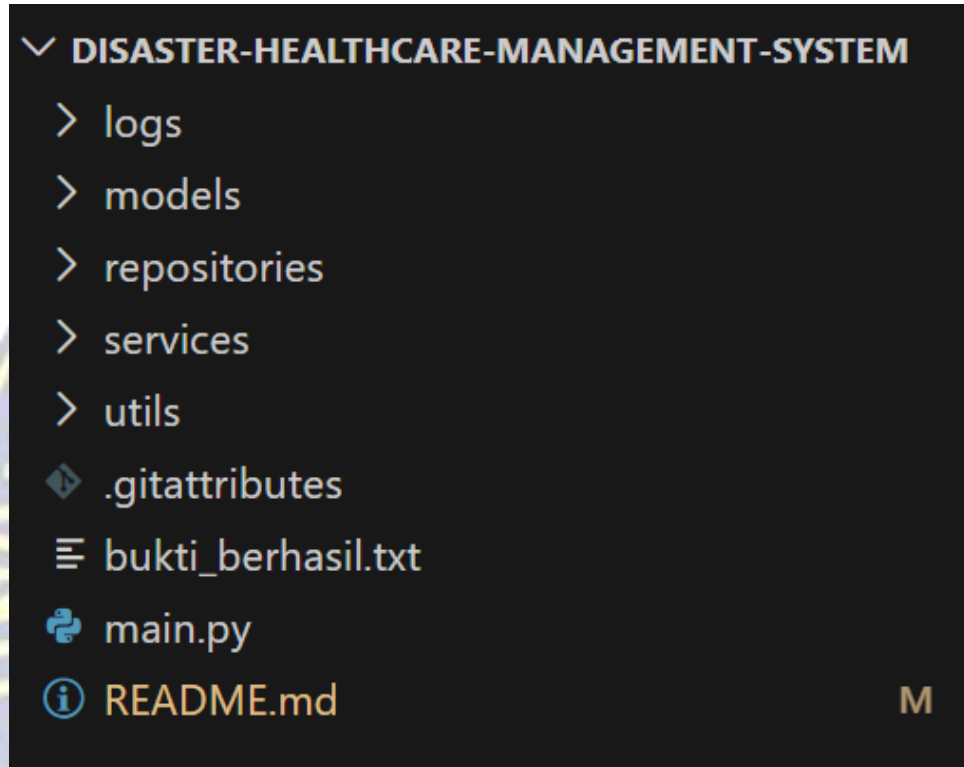 DISASTER-HEALTHCARE-MANAGEMENT-SYSTEM
logs
models
repositories
services
utils
.gitattributes
bukti_berhasil.txt
main.py
README.md M